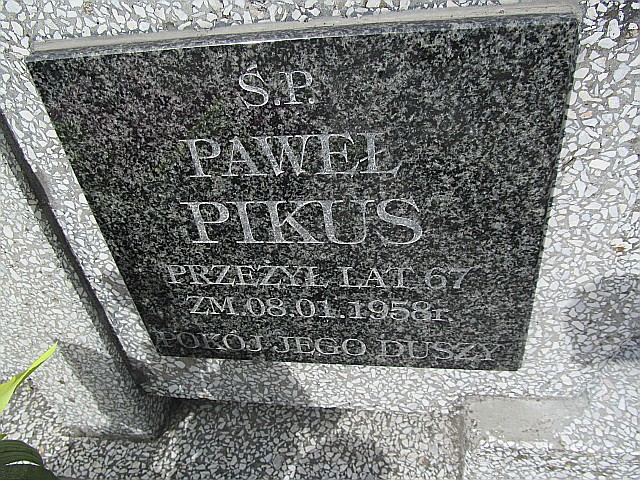 Ś.P.
PAWEŁ
PIKUS
PRZEŻYŁ LAT 67
ZM.08.01.1958r.
POKÓJ JEGO DUSZY